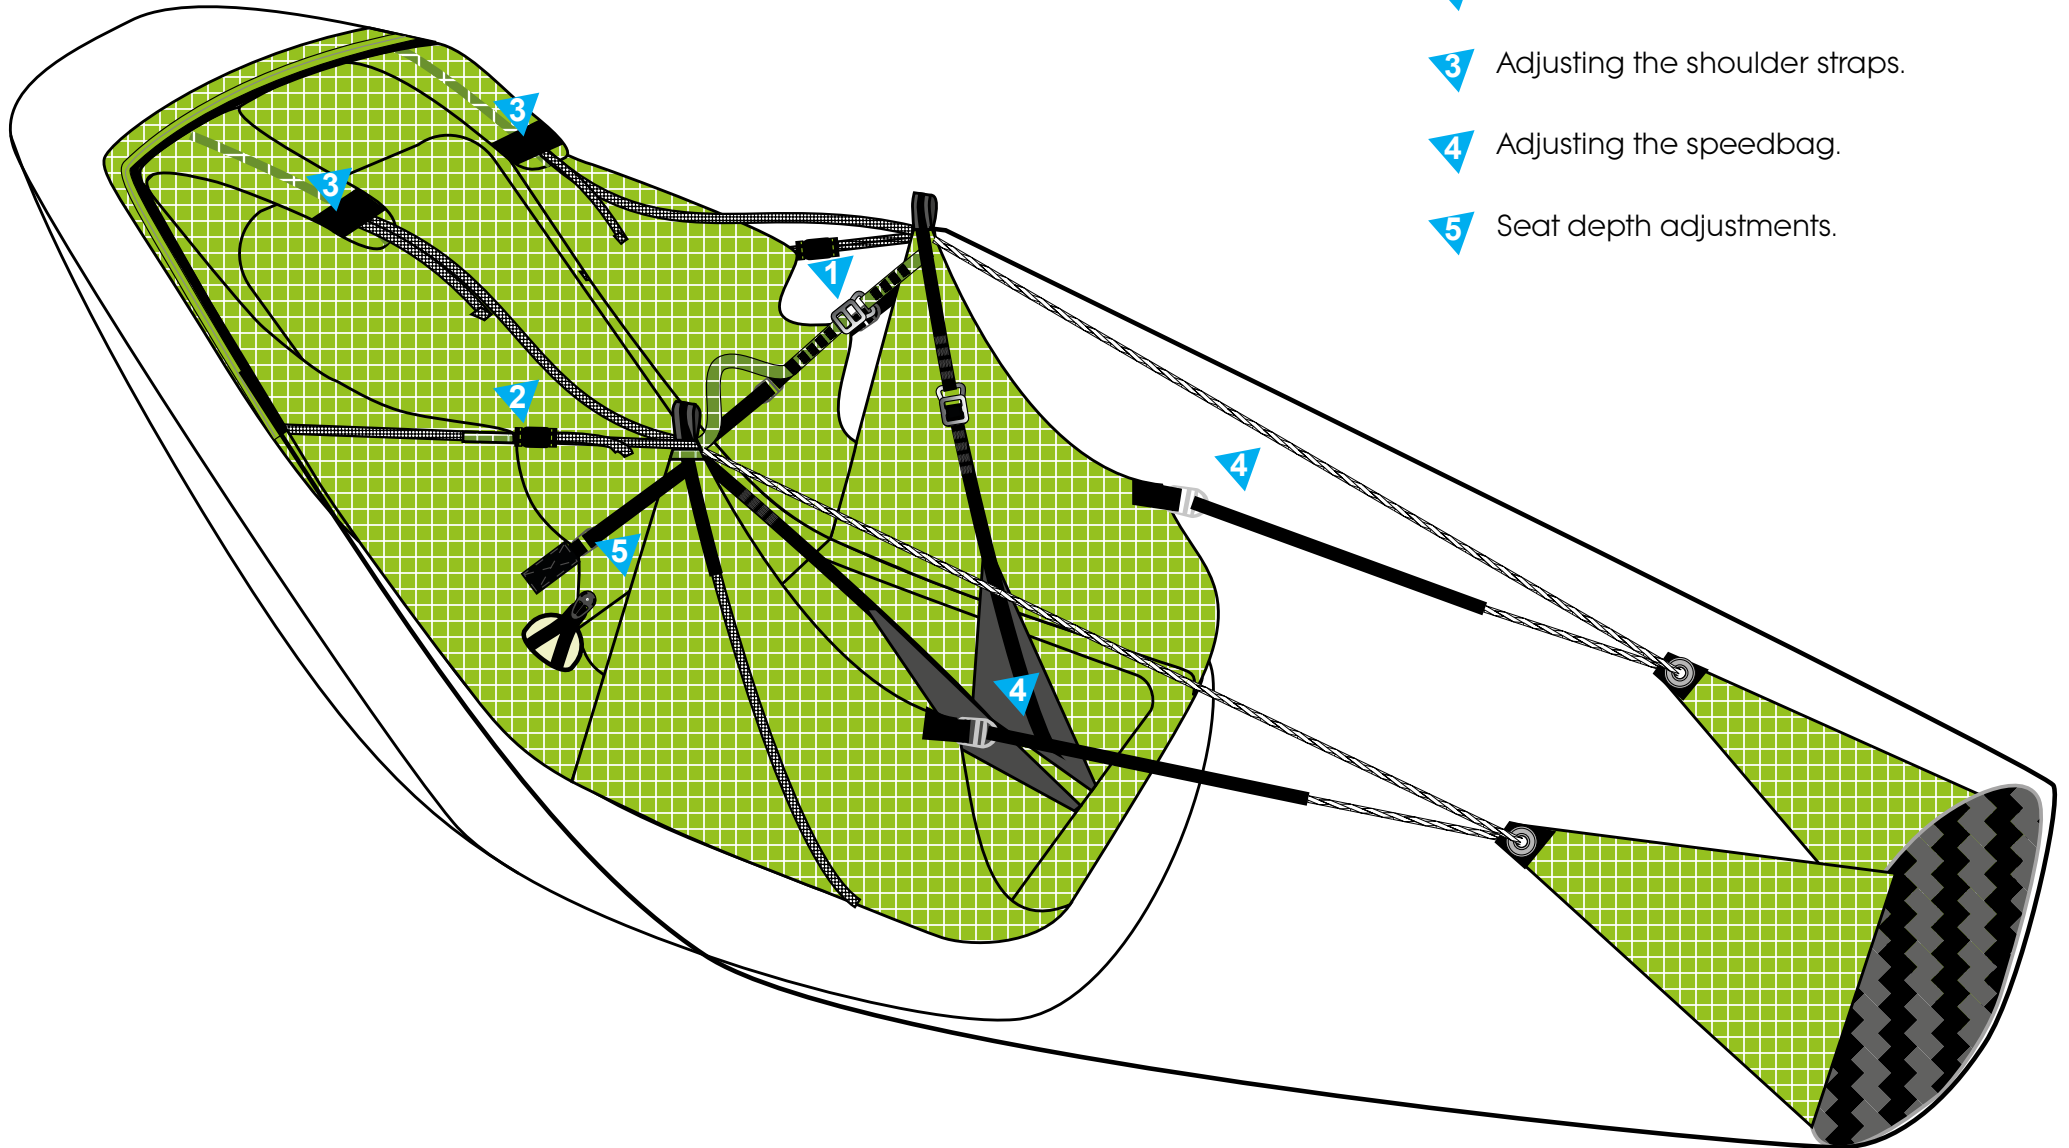 3 Adjusting the shoulder straps.
4 Adjusting the speedbag.
5 Seat depth adjustments.
3
3
1
2
4
5
4